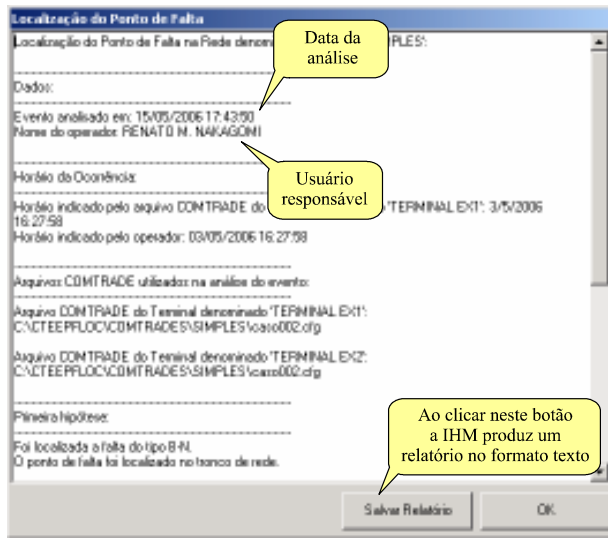 Localização do Ponto de Falta
Localização do Ponto de Falta na Rede
Data da
análise
Dados:
Evento analisado em: 15/05/2006 17:43:50
Nome do operador: RENATO M. NAKAGOMI
Usuário
responsável
Horário da Ocorrência:
Horário indicado pelo arquivo COMTRADE do 'TERMINAL EX1': 3/5/2006
16:27:58
Horário indicado pelo operador: 03/05/2006 16:27:58
Arquivos COMTRADE utilizados na análise do evento:
Arquivo COMTRADE do Terminal denominado 'TERMINAL EX1':
C:\CTEEPFLOC\COMTRADES\SIMPLES\caso002.cfg
Arquivo COMTRADE do Terminal denominado 'TERMINAL EX2':
C:\CTEEPFLOC\COMTRADES\SIMPLES\caso002.cfg
Primeira hipótese:
Foi localizada a falta do tipo B-N.
O ponto de falta foi localizado no tronco de rede.
Ao clicar neste botão
a IHM produz um
relatório no formato texto
Salvar Relatório
OK